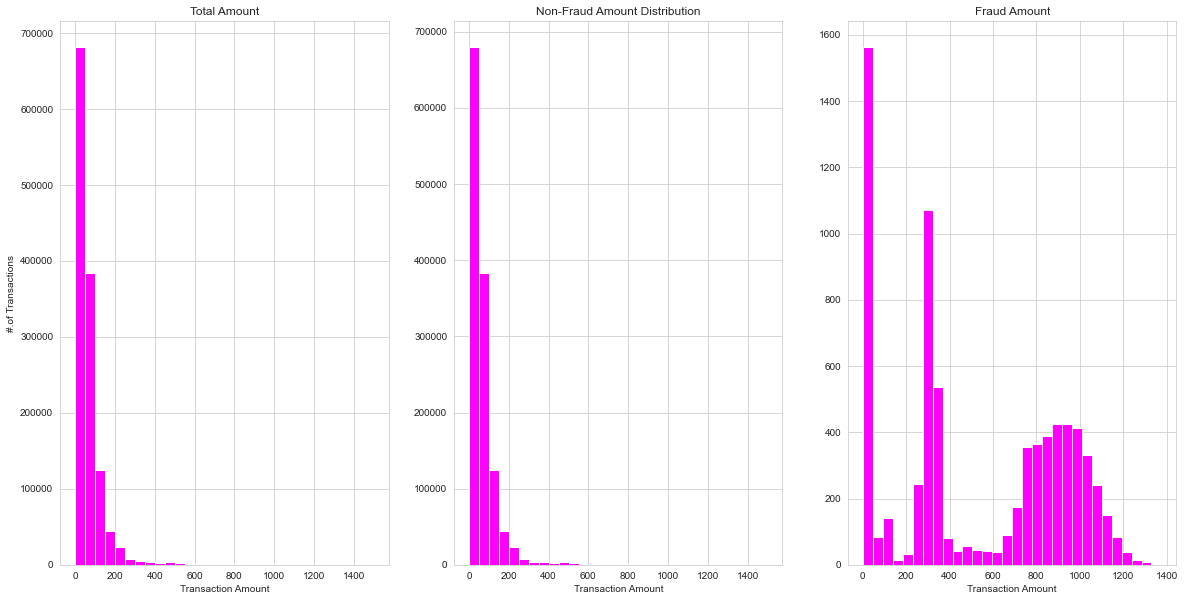 Total Amount
# of Transactions
700000
600000
500000
400000
300000
200000
100000
0
0 200 400 600 800 1000 1200 1400
Transaction Amount
Non-Fraud Amount Distribution
700000
600000
500000
400000
300000
200000
100000
0
0 200 400 600 800 1000 1200 1400
Transaction Amount
Fraud Amount
1600
1400
1200
1000
800
600
400
200
0
0 200 400 600 800 1000 1200 1400
Transaction Amount